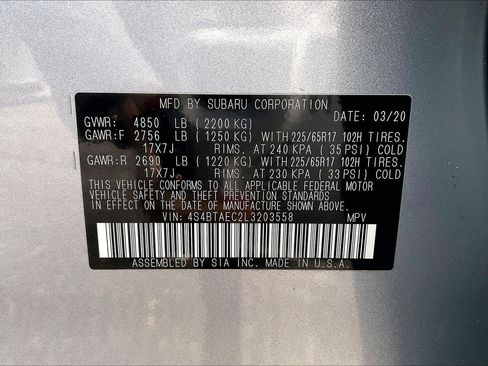 MFD BY SUBARU CORPORATION DATE: 03/20
GVWR: 4850 LB (2200 KG)
GAWR:F 2756 LB (1250 KG) WITH 225/65R17 102H TIRES.
17X7J RIMS. AT 240 KPA (35 PSI) COLD
GAWR:R 2690 LB (1220 KG) WITH 225/65R17 102H TIRES.
17X7J RIMS. AT 230 KPA (33 PSI) COLD
THIS VEHICLE CONFORMS TO ALL APPLICABLE FEDERAL MOTOR
VEHICLE SAFETY, BUMPER, AND THEFT PREVENTION STANDARDS
IN EFFECT ON THE DATE OF MANUFACTURE SHOWN ABOVE.
VIN: 4S4BTAEC2L3203558 MPV
ASSEMBLED BY SIA INC. MADE IN U.S.A.